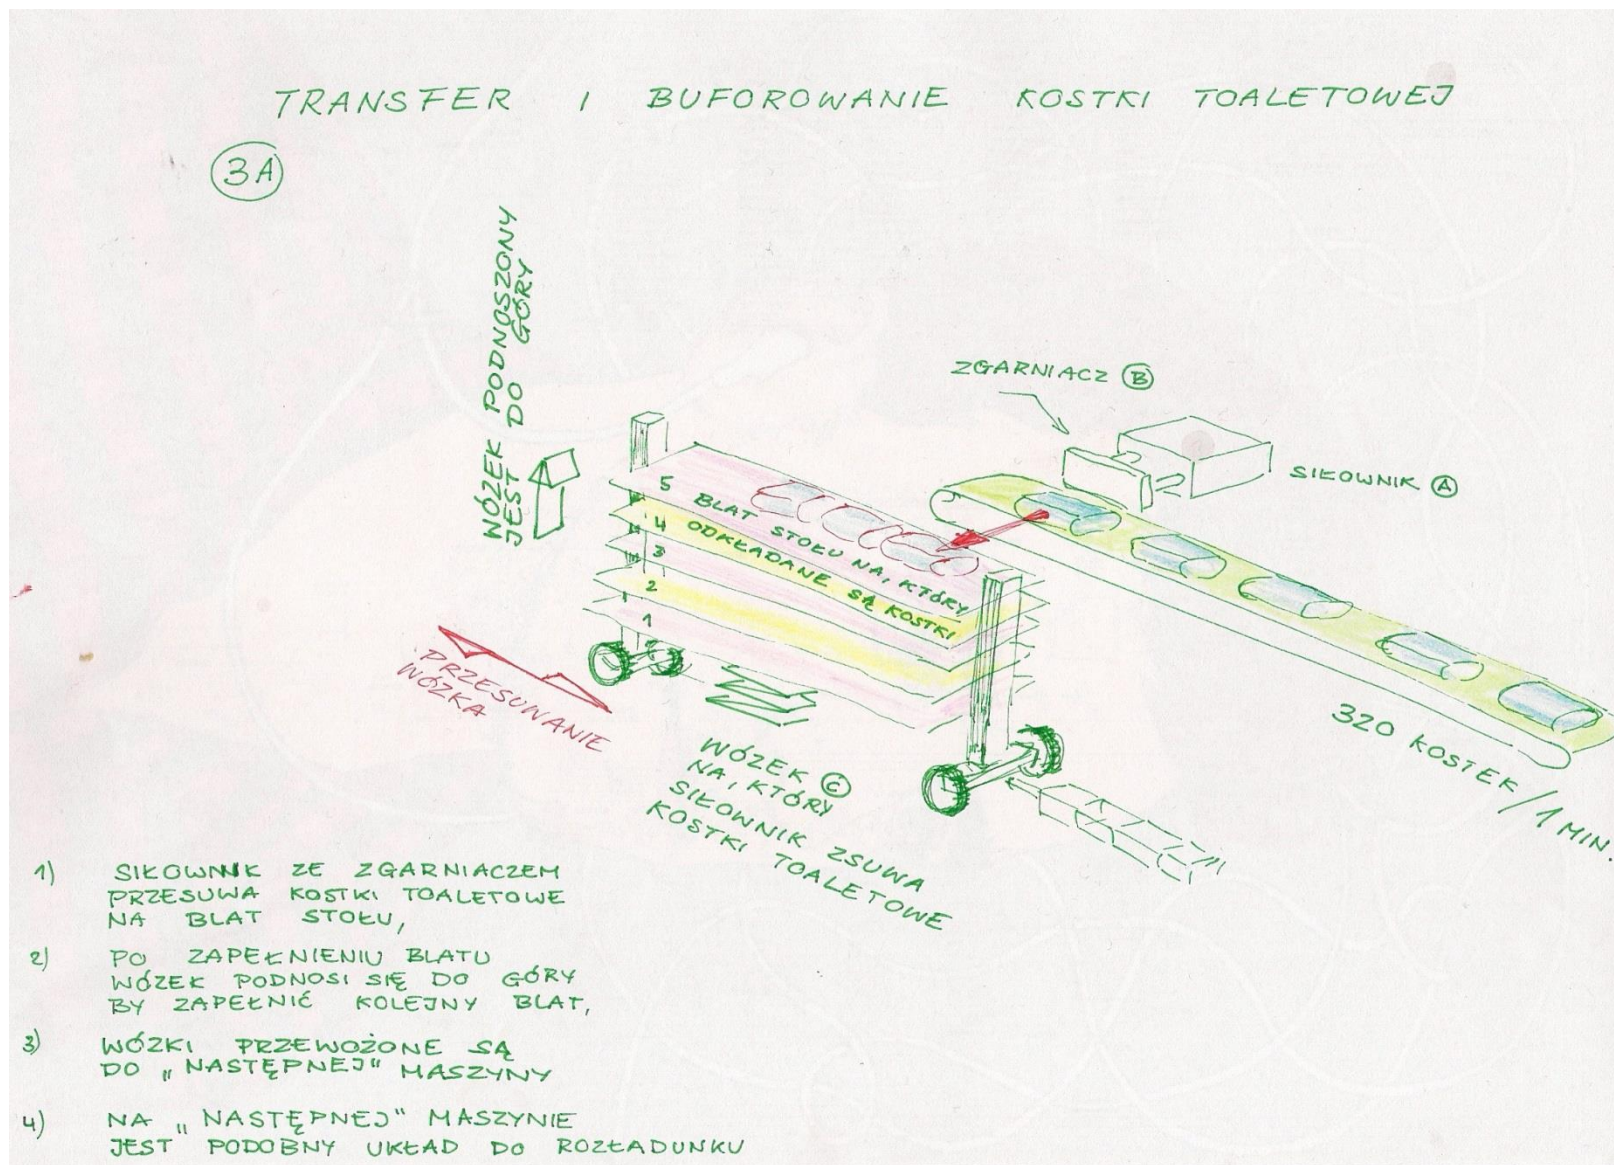 TRANSFER I BUFOROWANIE KOSTKI TOALETOWEJ
3A
WÓZEK PODNOSZONY
JEST DO GÓRY
ZGARNIACZ B
SIŁOWNIK A
5 BLAT STOŁU NA, KTÓRY
4 ODKŁADANE SĄ KOSTKI
3
2
1
PRZESUWANIE
WÓZKA
320 KOSTEK / 1 MIN.
WÓZEK C
NA, KTÓRY
SIŁOWNIK ZSUWA
KOSTKI TOALETOWE
1) SIŁOWNIK ZE ZGARNIACZEM
PRZESUWA KOSTKI TOALETOWE
NA BLAT STOŁU,
2) PO ZAPEŁNIENIU BLATU
WÓZEK PODNOSI SIĘ DO GÓRY
BY ZAPEŁNIĆ KOLEJNY BLAT,
3) WÓZKI PRZEWOŻONE SĄ
DO „NASTĘPNEJ" MASZYNY
4) NA „NASTĘPNEJ" MASZYNIE
JEST PODOBNY UKŁAD DO ROZŁADUNKU